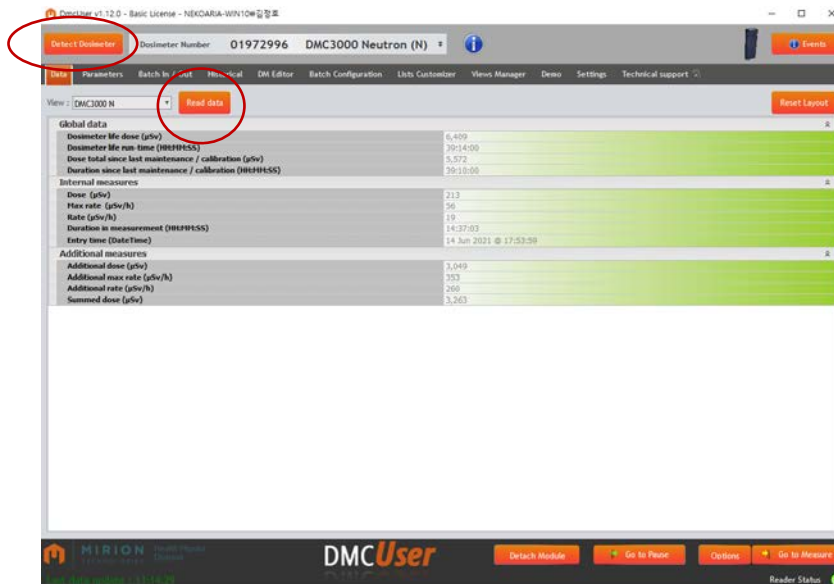 DmcUser v1.12.0 - Basic License - NEKOARIA-WIN10₩김정표
Detect Dosimeter Dosimeter Number 01972996 DMC3000 Neutron (N) Events
Data Parameters Batch In / Out Historical DM Editor Batch Configuration Lists Customizer Views Manager Demo Settings Technical support
View : DMC3000 N Read data Reset Layout
Global data
Dosimeter life dose (µSv) 6,409
Dosimeter life run-time (HH:MM:SS) 39:14:00
Dose total since last maintenance / calibration (µSv) 5,572
Duration since last maintenance / calibration (HH:MM:SS) 39:10:00
Internal measures
Dose (µSv) 213
Max rate (µSv/h) 56
Rate (µSv/h) 19
Duration in measurement (HH:MM:SS) 14:37:03
Entry time (DateTime) 14 Jun 2021 @ 17:53:59
Additional measures
Additional dose (µSv) 3,049
Additional max rate (µSv/h) 353
Additional rate (µSv/h) 260
Summed dose (µSv) 3,263
MIRION
DMCUser Detach Module Go to Pause Options Go to Measure
Reader Status